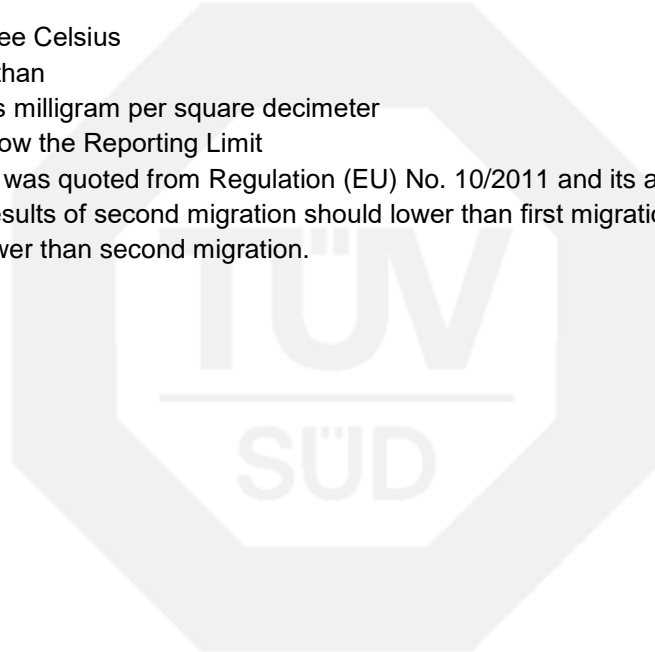 ee Celsius
than
s milligram per square decimeter
ow the Reporting Limit
was quoted from Regulation (EU) No. 10/2011 and its a
esults of second migration should lower than first migratio
wer than second migration.
TÜV
SÜD